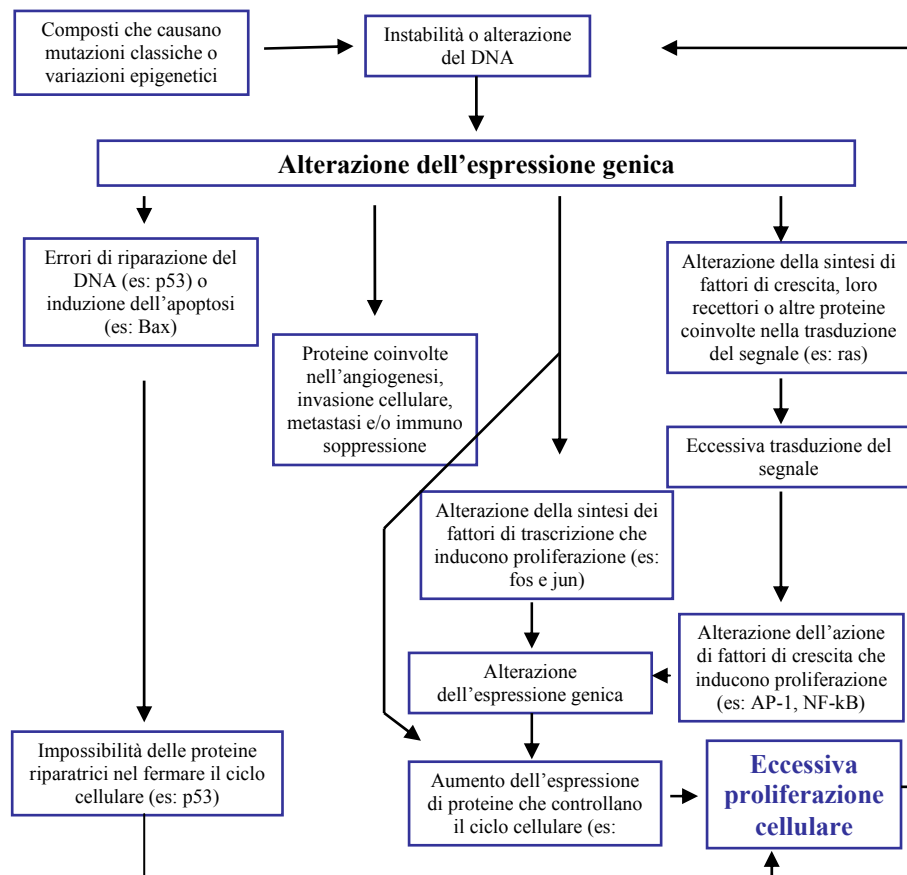 Composti che causano
mutazioni classiche o
variazioni epigenetici
Instabilità o alterazione
del DNA
Alterazione dell’espressione genica
Errori di riparazione del
DNA (es: p53) o
induzione dell’apoptosi
(es: Bax)
Proteine coinvolte
nell’angiogenesi,
invasione cellulare,
metastasi e/o immuno
soppressione
Alterazione della sintesi di
fattori di crescita, loro
recettori o altre proteine
coinvolte nella trasduzione
del segnale (es: ras)
Eccessiva trasduzione del
segnale
Alterazione della sintesi dei
fattori di trascrizione che
inducono proliferazione (es:
fos e jun)
Alterazione dell’azione
di fattori di crescita che
inducono proliferazione
(es: AP-1, NF-kB)
Alterazione
dell’espressione genica
Impossibilità delle proteine
riparatrici nel fermare il ciclo
cellulare (es: p53)
Aumento dell’espressione
di proteine che controllano
il ciclo cellulare (es:
Eccessiva
proliferazione
cellulare